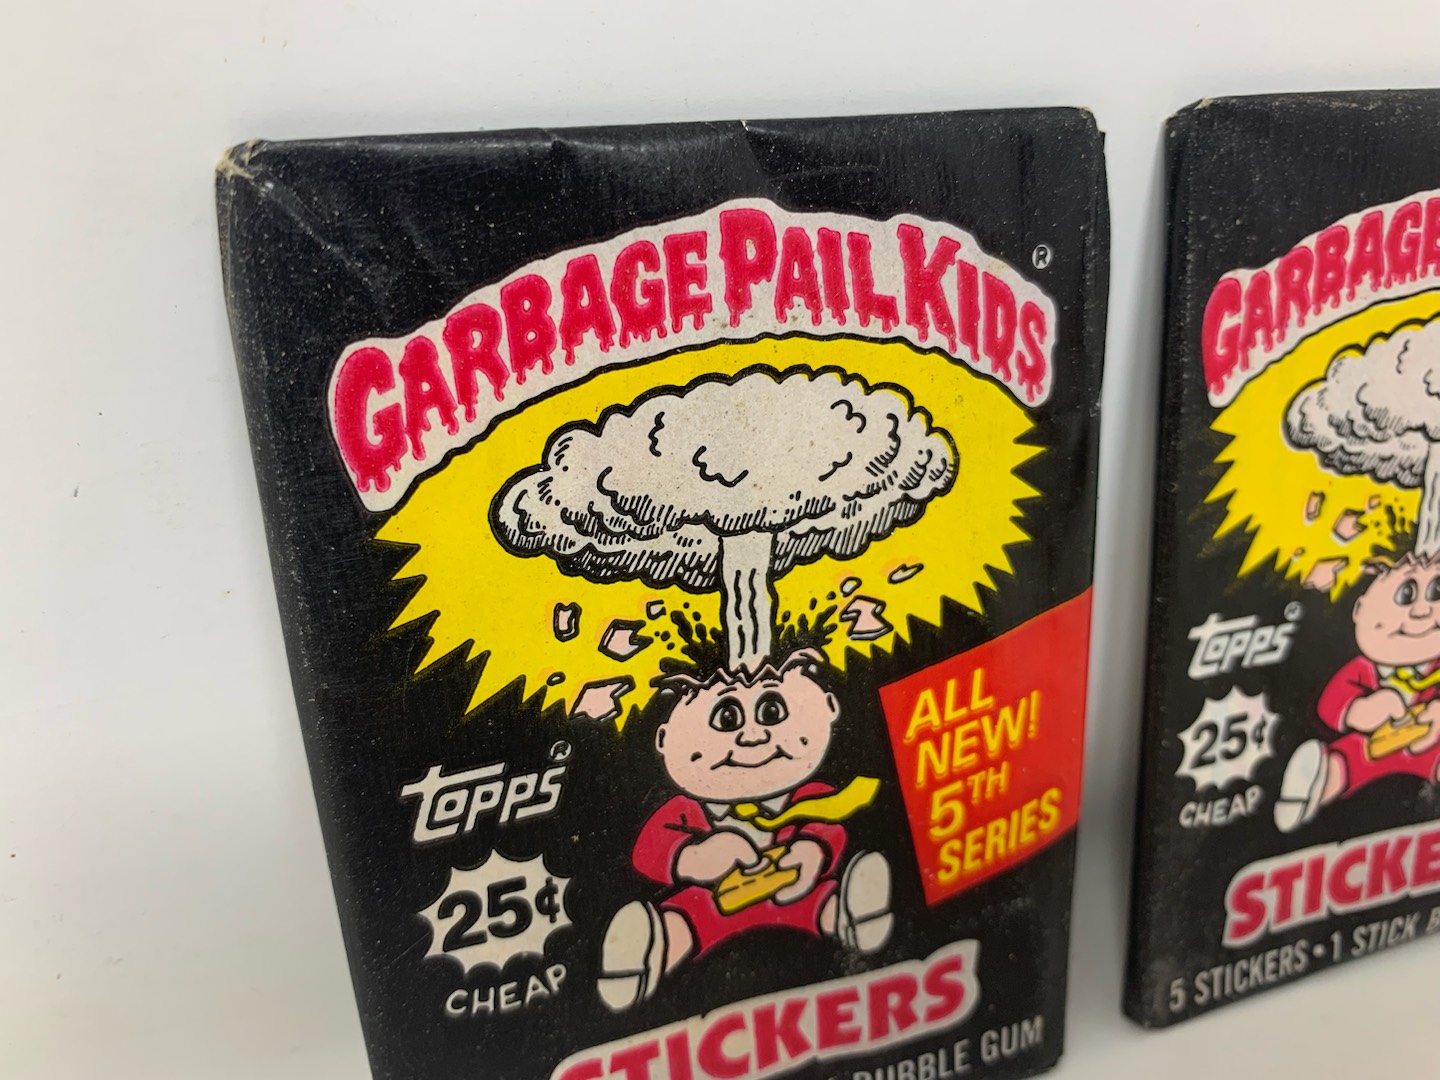 GARBAGE PAIL KIDS ®
TOPPS ®
25¢
CHEAP
ALL
NEW!
5TH
SERIES
STICKERS
BUBBLE GUM
GARBAGE
TOPPS ®
25¢
CHEAP
5 STICKERS • 1 STICK